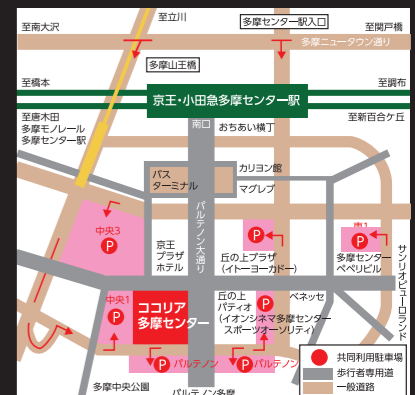 至立川
多摩センター駅入口
至南大沢
至関戸橋
多摩ニュータウン通り
多摩山王橋
至橋本
至調布
京王・小田急多摩センター駅
至唐木田
多摩モノレール
多摩センター駅
南口
おちあい横丁
至新百合ヶ丘
バス
ターミナル
カリヨン館
マグレブ
パルテノン大通り
中央3
P
京王
プラザ
ホテル
P
丘の上プラザ
(イトーヨーカドー)
P
多摩センター
ペペリビル
サンリオピューロランド
中央1
P
ココリア
多摩センター
丘の上
パティオ
(イオンシネマ多摩センター
スポーツオーソリティ)
P
ベネッセ
P
パルテノン
P
パルテノン
多摩中央公園
パルテノン多摩
共同利用駐車場
歩行者専用道
一般道路